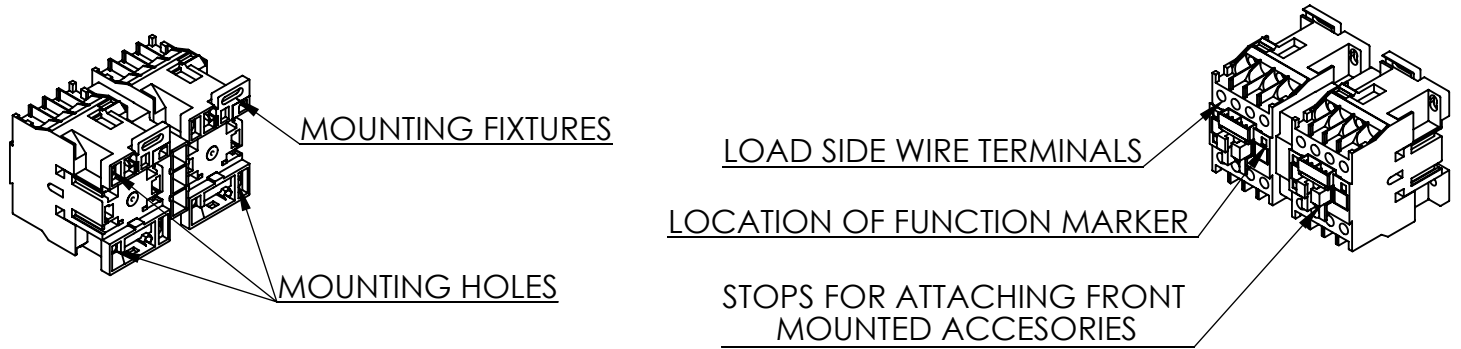 MOUNTING FIXTURES
MOUNTING HOLES
LOAD SIDE WIRE TERMINALS
LOCATION OF FUNCTION MARKER
STOPS FOR ATTACHING FRONT
MOUNTED ACCESORIES